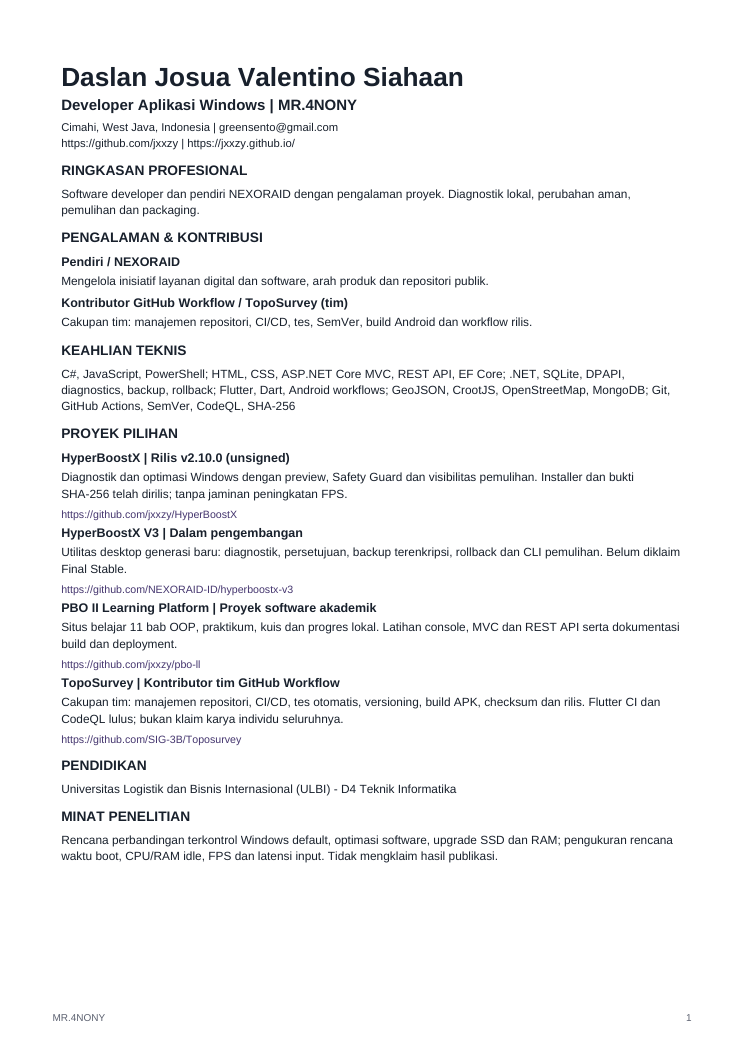 Daslan Josua Valentino Siahaan
Developer Aplikasi Windows | MR.4NONY
Cimahi, West Java, Indonesia | greensento@gmail.com
https://github.com/jxxzy | https://jxxzy.github.io/
RINGKASAN PROFESIONAL
Software developer dan pendiri NEXORAID dengan pengalaman proyek. Diagnostik lokal, perubahan aman,
pemulihan dan packaging.
PENGALAMAN & KONTRIBUSI
Pendiri / NEXORAID
Mengelola inisiatif layanan digital dan software, arah produk dan repositori publik.
Kontributor GitHub Workflow / TopoSurvey (tim)
Cakupan tim: manajemen repositori, CI/CD, tes, SemVer, build Android dan workflow rilis.
KEAHLIAN TEKNIS
C#, JavaScript, PowerShell; HTML, CSS, ASP.NET Core MVC, REST API, EF Core; .NET, SQLite, DPAPI,
diagnostics, backup, rollback; Flutter, Dart, Android workflows; GeoJSON, CrootJS, OpenStreetMap, MongoDB; Git,
GitHub Actions, SemVer, CodeQL, SHA-256
PROYEK PILIHAN
HyperBoostX | Rilis v2.10.0 (unsigned)
Diagnostik dan optimasi Windows dengan preview, Safety Guard dan visibilitas pemulihan. Installer dan bukti
SHA-256 telah dirilis; tanpa jaminan peningkatan FPS.
https://github.com/jxxzy/HyperBoostX
HyperBoostX V3 | Dalam pengembangan
Utilitas desktop generasi baru: diagnostik, persetujuan, backup terenkripsi, rollback dan CLI pemulihan. Belum diklaim
Final Stable.
https://github.com/NEXORAID-ID/hyperboostx-v3
PBO II Learning Platform | Proyek software akademik
Situs belajar 11 bab OOP, praktikum, kuis dan progres lokal. Latihan console, MVC dan REST API serta dokumentasi
build dan deployment.
https://github.com/jxxzy/pbo-ll
TopoSurvey | Kontributor tim GitHub Workflow
Cakupan tim: manajemen repositori, CI/CD, tes otomatis, versioning, build APK, checksum dan rilis. Flutter CI dan
CodeQL lulus; bukan klaim karya individu seluruhnya.
https://github.com/SIG-3B/Toposurvey
PENDIDIKAN
Universitas Logistik dan Bisnis Internasional (ULBI) - D4 Teknik Informatika
MINAT PENELITIAN
Rencana perbandingan terkontrol Windows default, optimasi software, upgrade SSD dan RAM; pengukuran rencana
waktu boot, CPU/RAM idle, FPS dan latensi input. Tidak mengklaim hasil publikasi.
MR.4NONY
1